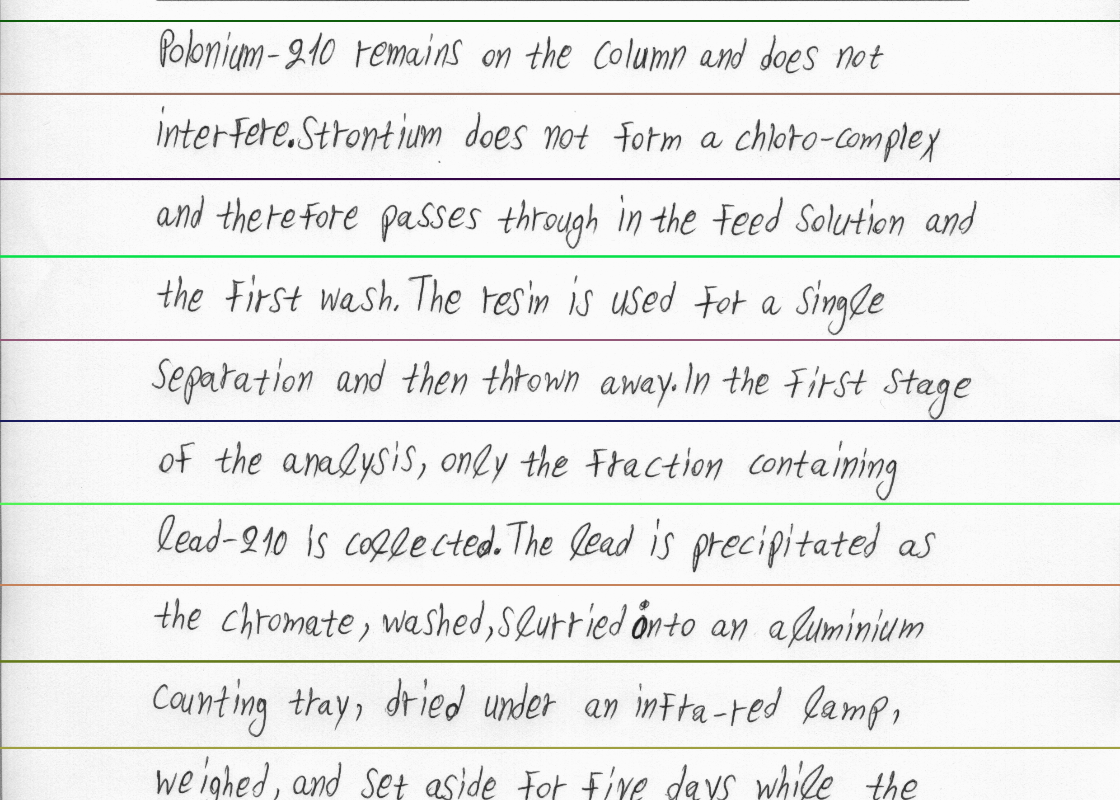 Polonium-210 remains on the column and does not
interfere. Strontium does not form a chloro-complex
and therefore passes through in the feed solution and
the first wash. The resin is used for a single
separation and then thrown away. In the first stage
of the analysis, only the fraction containing
lead-210 is collected. The lead is precipitated as
the chromate, washed, slurried onto an aluminium
counting tray, dried under an infra-red lamp,
weighed, and set aside for five days while the